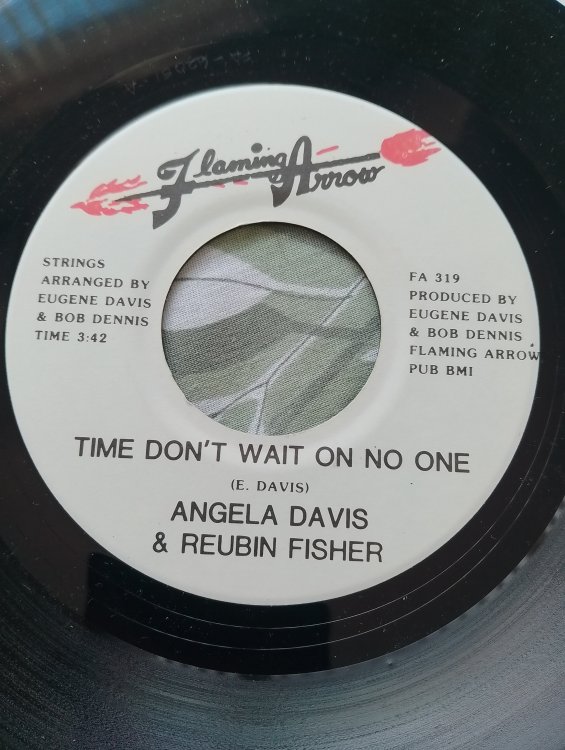 Flaming
Arrow
STRINGS
ARRANGED BY
EUGENE DAVIS
& BOB DENNIS
TIME 3:42
FA 319
PRODUCED BY
EUGENE DAVIS
& BOB DENNIS
FLAMING ARROW
PUB BMI
TIME DON'T WAIT ON NO ONE
(E. DAVIS)
ANGELA DAVIS
& REUBIN FISHER